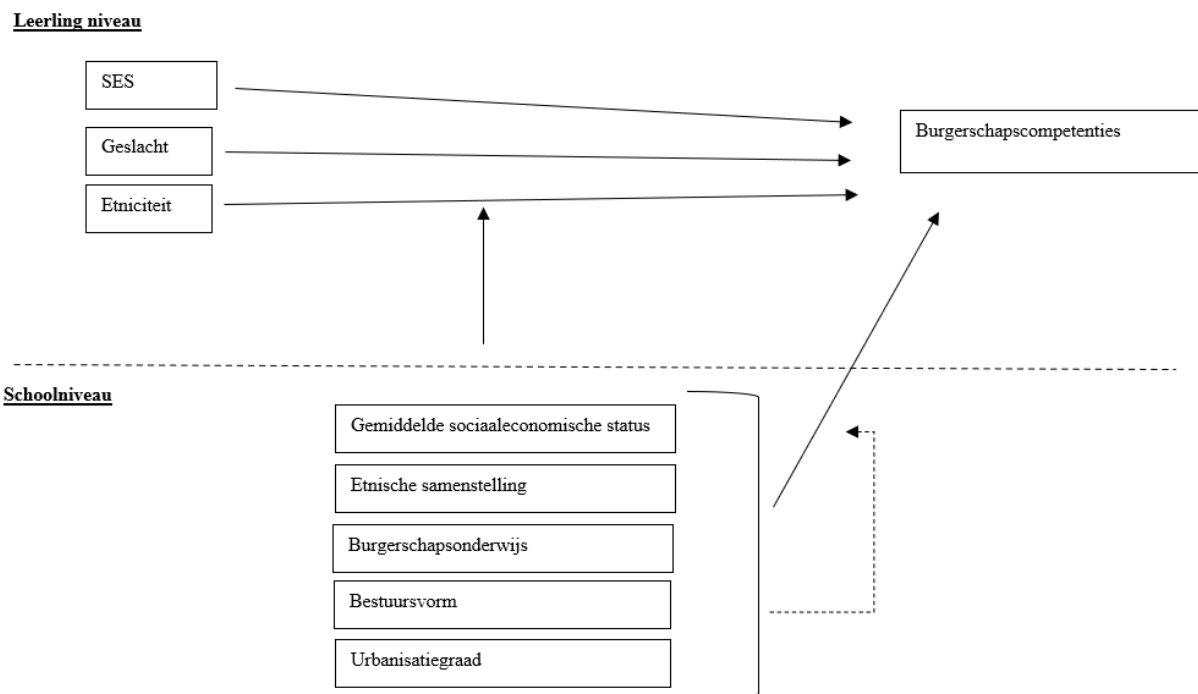 Leerling niveau
SES
Geslacht
Etniciteit
Burgerschapscompetenties
Schoolniveau
Gemiddelde sociaaleconomische status
Etnische samenstelling
Burgerschapsonderwijs
Bestuursvorm
Urbanisatiegraad